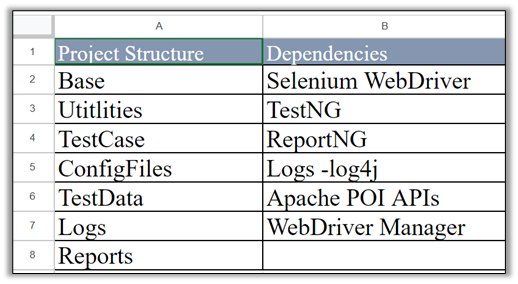 A B
1 Project Structure Dependencies
2 Base Selenium WebDriver
3 Utitlities TestNG
4 TestCase ReportNG
5 ConfigFiles Logs -log4j
6 TestData Apache POI APIs
7 Logs WebDriver Manager
8 Reports